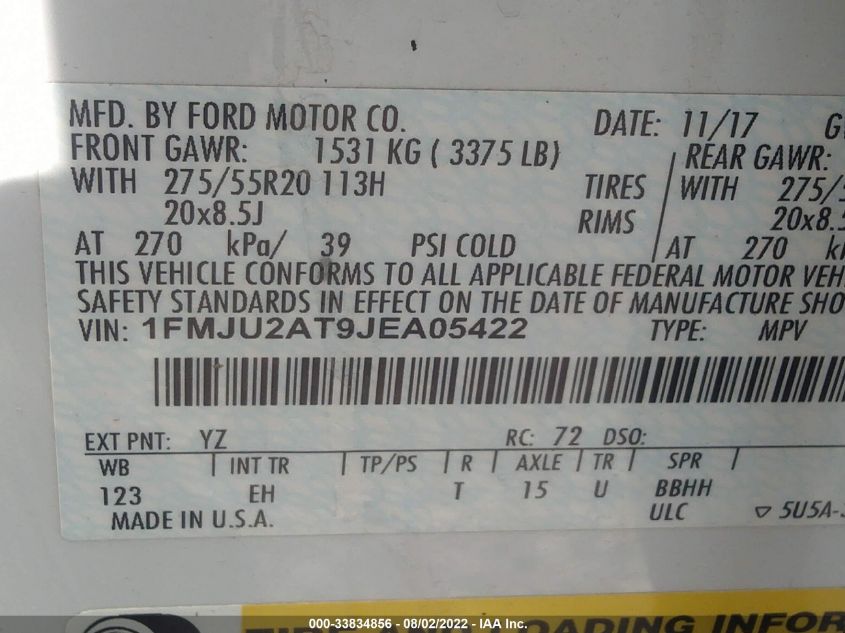 MFD. BY FORD MOTOR CO. DATE: 11/17
FRONT GAWR: 1531 KG ( 3375 LB) REAR GAWR:
WITH 275/55R20 113H TIRES WITH
20x8.5J RIMS
AT 270 kPa/ 39 PSI COLD AT 270
THIS VEHICLE CONFORMS TO ALL APPLICABLE FEDERAL MOTOR
SAFETY STANDARDS IN EFFECT ON THE DATE OF MANUFACTURE
VIN: 1FMJU2AT9JEA05422 TYPE: MPV
EXT PNT: YZ RC: 72 DSO:
WB | INT TR | TP/PS | R | AXLE | TR | SPR |
123 EH T 15 U BBHH
MADE IN U.S.A. ULC ▽ 5U5A-
TIRE AND LOADING
000-33834856 - 08/02/2022 - IAA Inc.